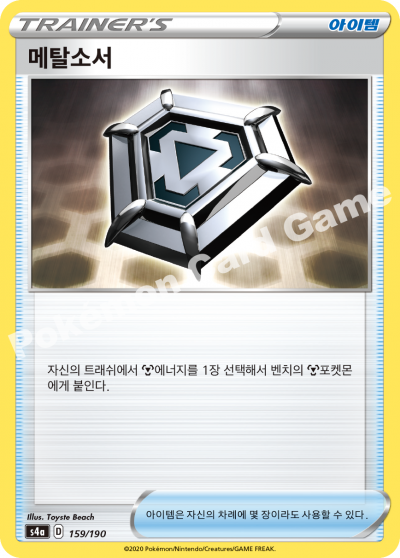 TRAINER'S
아이템
메탈소서
Pokémon Card Game
자신의 트래쉬에서 에너지를 1장 선택해서 벤치의 포켓몬
에게 붙인다.
Illus. Toyste Beach
s4a D 159/190
아이템은 자신의 차례에 몇 장이라도 사용할 수 있다.
©2020 Pokémon/Nintendo/Creatures/GAME FREAK.